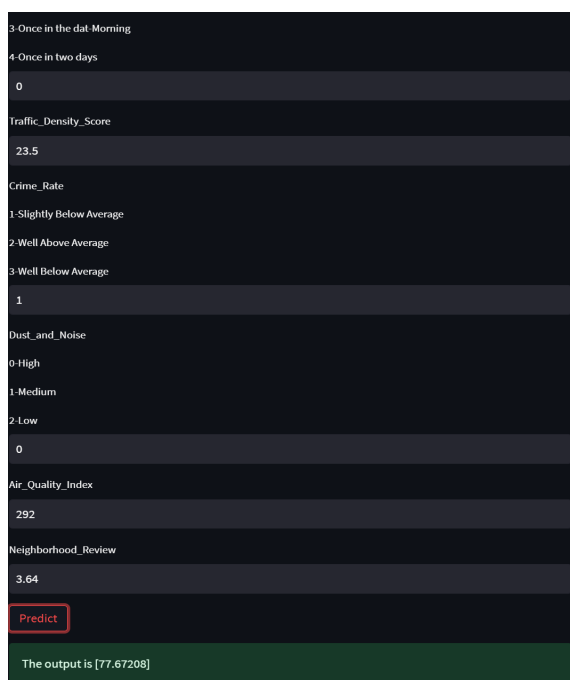 3-Once in the dat-Morning
4-Once in two days
0
Traffic_Density_Score
23.5
Crime_Rate
1-Slightly Below Average
2-Well Above Average
3-Well Below Average
1
Dust_and_Noise
0-High
1-Medium
2-Low
0
Air_Quality_Index
292
Neighborhood_Review
3.64
Predict
The output is [77.67208]